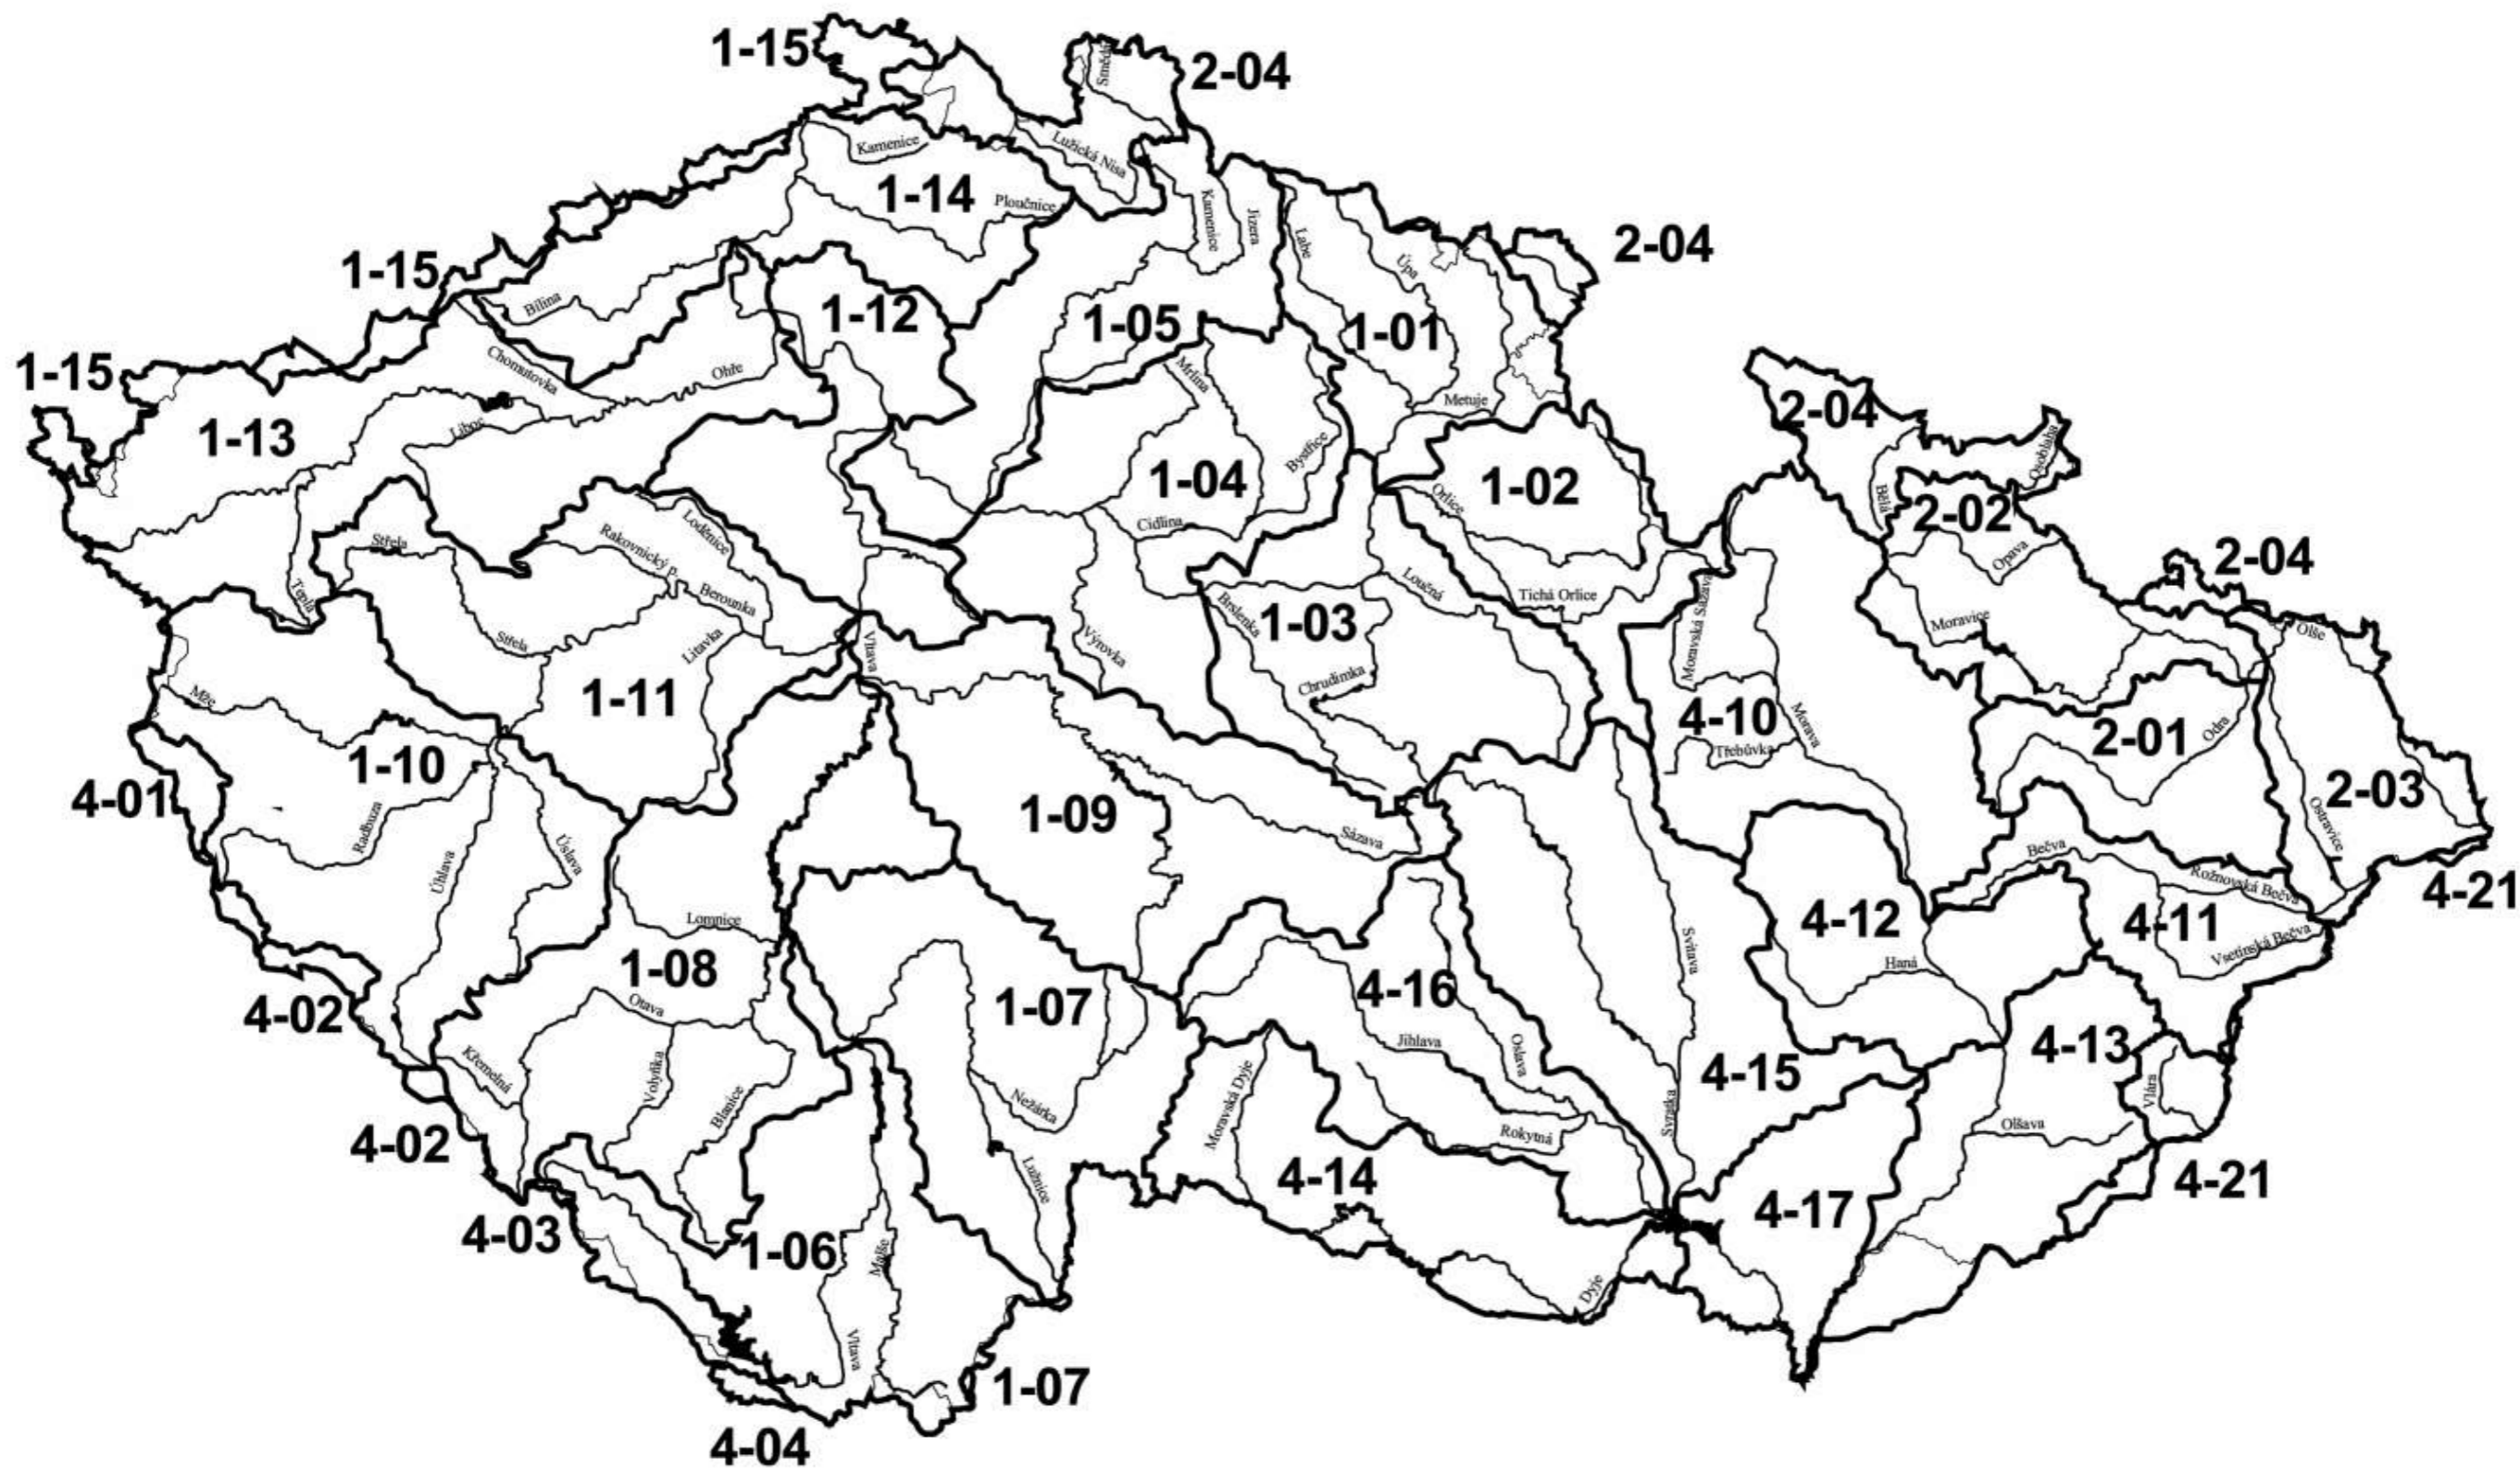 1-15
2-04
Smědá
Kamenice
Lužická Nisa
1-14
Ploučnice
Kamenice
Jizera
Labe
Úpa
2-04
1-15
Bílina
1-12
1-05
1-01
1-15
Chomutovka
Ohře
Mrlina
Metuje
2-04
1-13
Liboc
Bystřice
1-04
1-02
Orlice
Osoblaha
Bělá
2-02
Střela
Rakovnický p.
Loděnice
Cidlina
Opava
2-04
Teplá
Berounka
Brslenka
1-03
Loučná
Tichá Orlice
Moravská Sázava
Moravice
Olše
Střela
Litavka
Vltava
Výrovka
Chrudimka
Mže
1-11
4-10
Morava
Třebůvka
2-01
Odra
1-10
4-01
Radbuza
1-09
2-03
Ostravice
Úhlava
Úslava
Sázava
Bečva
Rožnovská Bečva
4-21
Lomnice
4-12
4-11
Vsetínská Bečva
1-08
Svitava
Haná
4-02
Otava
1-07
4-16
Jihlava
Oslava
4-15
4-13
Křemelná
Volyňka
Blanice
Nežárka
Moravská Dyje
Svratka
Vlára
4-02
Rokytná
Olšava
Lužnice
4-14
4-21
4-03
1-06
Malše
4-17
Dyje
Vltava
1-07
4-04